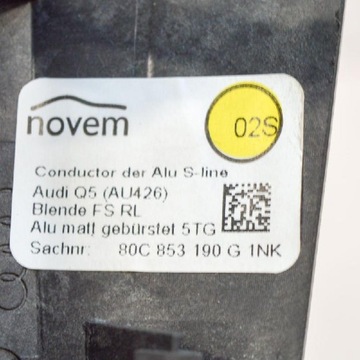 novem
02S
Conductor der Alu S-line
Audi Q5 (AU426)
Blende FS RL
Alu matt gebürstet 5TG
Sachnr: 80C 853 190 G 1NK